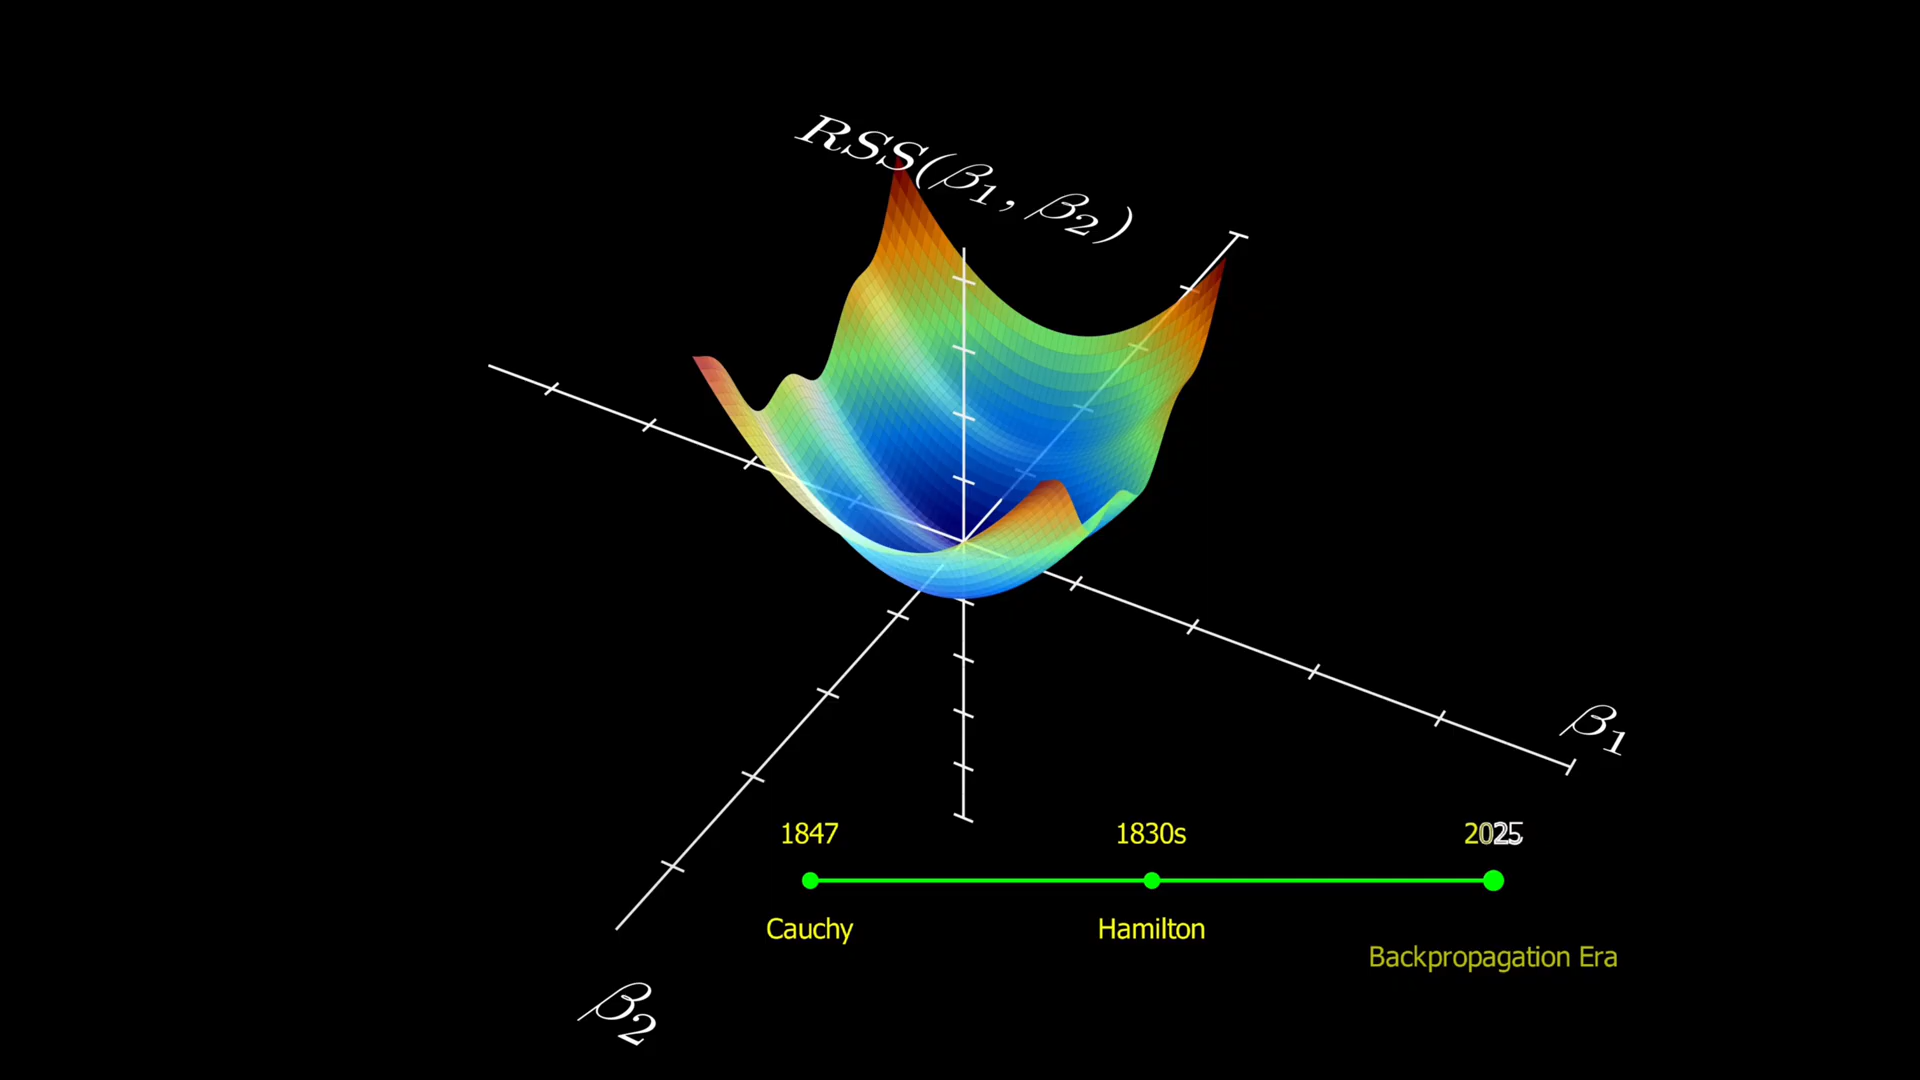 RSS(β₁, β₂)
β₁
1847 1830s 2025
Cauchy Hamilton
Backpropagation Era
β₂